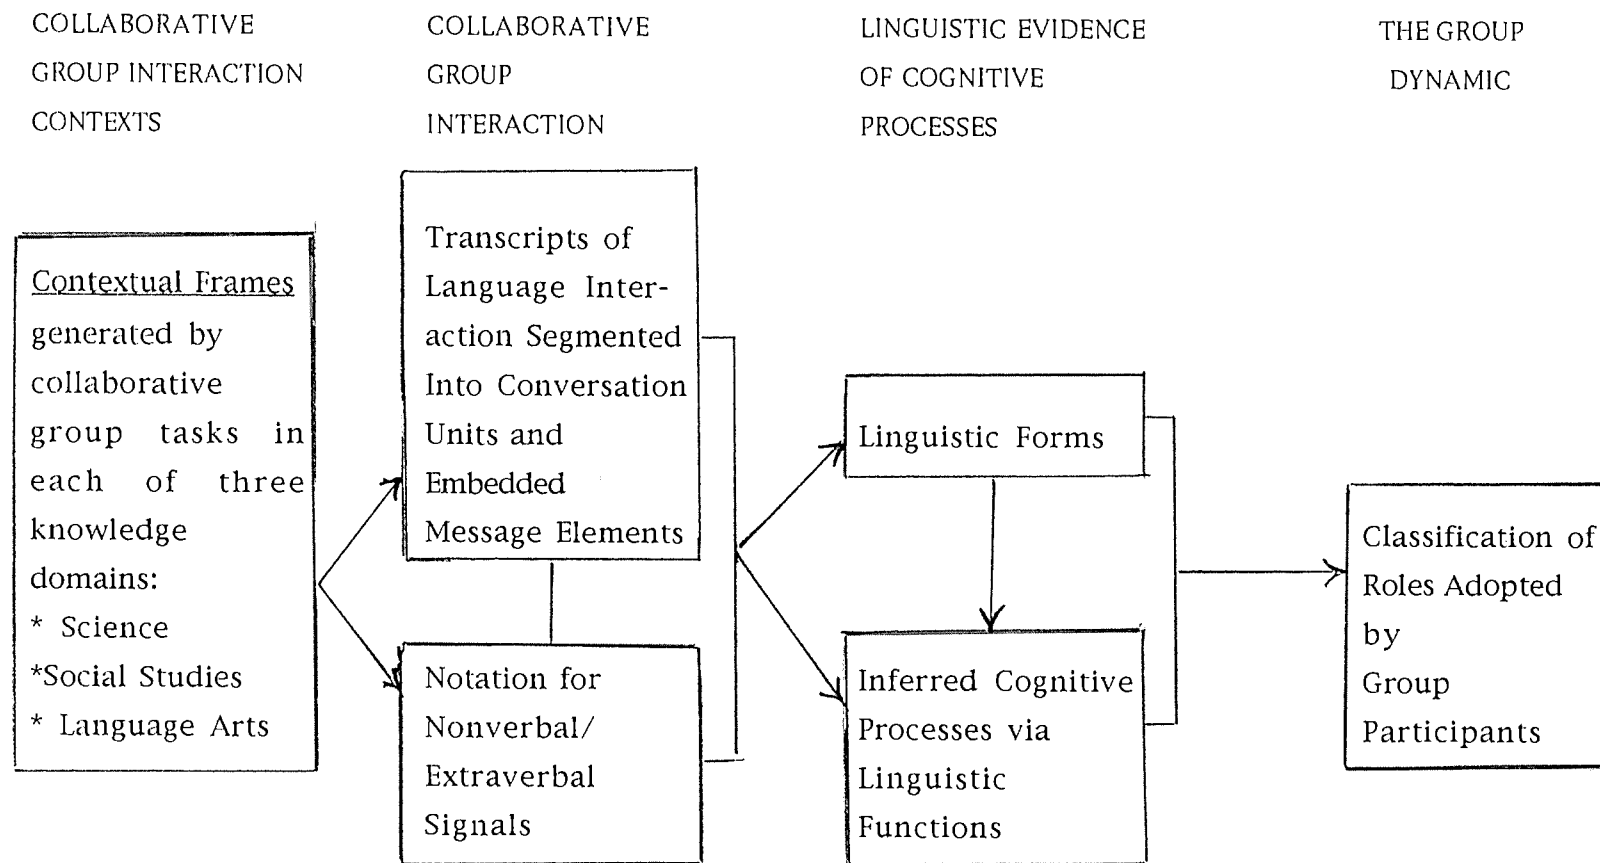 COLLABORATIVE
GROUP INTERACTION
CONTEXTS
COLLABORATIVE
GROUP
INTERACTION
LINGUISTIC EVIDENCE
OF COGNITIVE
PROCESSES
THE GROUP
DYNAMIC
Contextual Frames
generated by
collaborative
group tasks in
each of three
knowledge
domains:
* Science
*Social Studies
* Language Arts
Transcripts of
Language Inter-
action Segmented
Into Conversation
Units and
Embedded
Message Elements
Notation for
Nonverbal/
Extraverbal
Signals
Linguistic Forms
Inferred Cognitive
Processes via
Linguistic
Functions
Classification of
Roles Adopted
by
Group
Participants